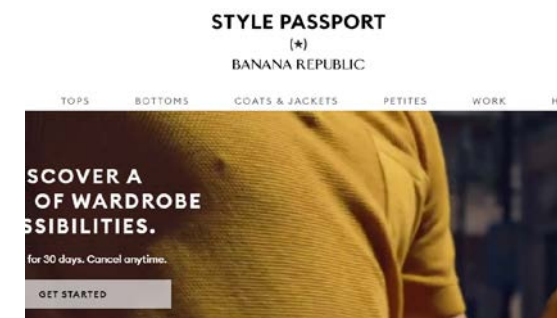 STYLE PASSPORT
(★)
BANANA REPUBLIC
TOPS BOTTOMS COATS & JACKETS PETITES WORK H
SCOVER A
OF WARDROBE
SSIBILITIES.
for 30 days. Cancel anytime.
GET STARTED